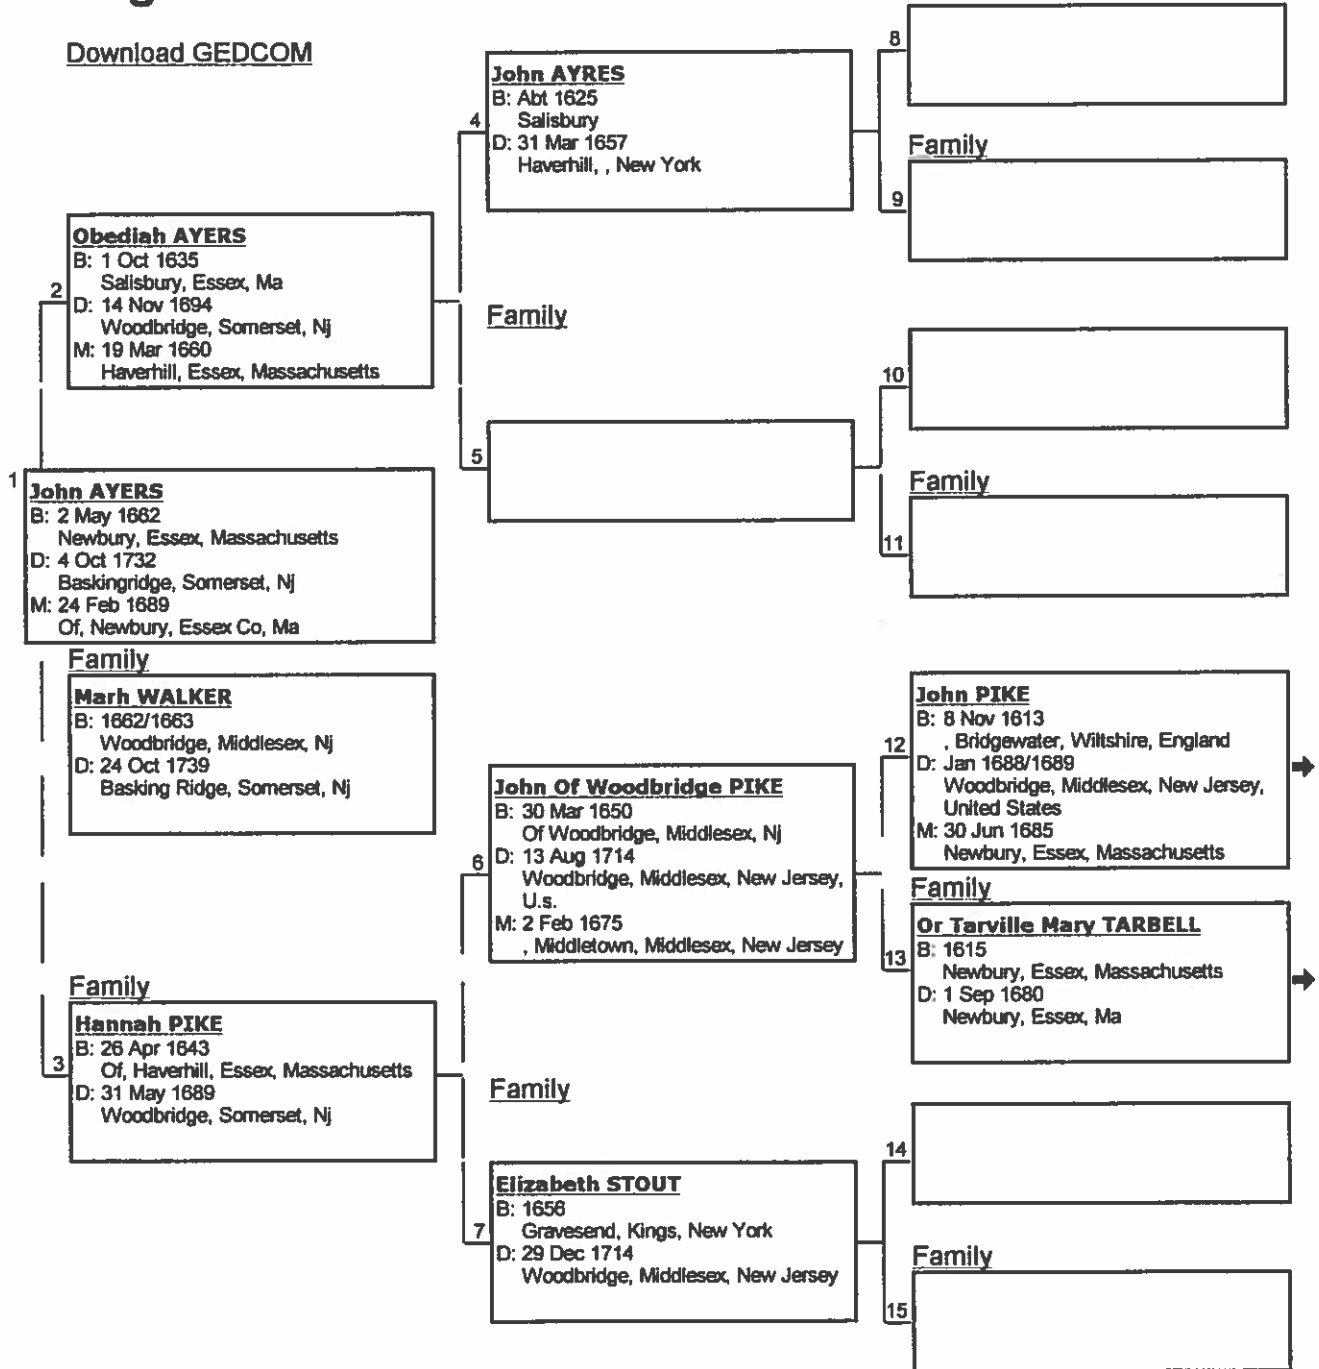 Download GEDCOM
8
4
John AYRES
B: Abt 1625
Salisbury
D: 31 Mar 1657
Haverhill, , New York
Family
9
2
Obediah AYERS
B: 1 Oct 1635
Salisbury, Essex, Ma
D: 14 Nov 1694
Woodbridge, Somerset, Nj
M: 19 Mar 1660
Haverhill, Essex, Massachusetts
Family
10
5
1
John AYERS
B: 2 May 1662
Newbury, Essex, Massachusetts
D: 4 Oct 1732
Baskingridge, Somerset, Nj
M: 24 Feb 1689
Of, Newbury, Essex Co, Ma
Family
11
Family
Marh WALKER
B: 1662/1663
Woodbridge, Middlesex, Nj
D: 24 Oct 1739
Basking Ridge, Somerset, Nj
12
John PIKE
B: 8 Nov 1613
, Bridgewater, Wiltshire, England
D: Jan 1688/1689
Woodbridge, Middlesex, New Jersey,
United States
M: 30 Jun 1685
Newbury, Essex, Massachusetts
6
John Of Woodbridge PIKE
B: 30 Mar 1650
Of Woodbridge, Middlesex, Nj
D: 13 Aug 1714
Woodbridge, Middlesex, New Jersey,
U.s.
M: 2 Feb 1675
, Middletown, Middlesex, New Jersey
Family
13
Or Tarville Mary TARBELL
B: 1615
Newbury, Essex, Massachusetts
D: 1 Sep 1680
Newbury, Essex, Ma
Family
3
Hannah PIKE
B: 26 Apr 1643
Of, Haverhill, Essex, Massachusetts
D: 31 May 1689
Woodbridge, Somerset, Nj
Family
14
7
Elizabeth STOUT
B: 1656
Gravesend, Kings, New York
D: 29 Dec 1714
Woodbridge, Middlesex, New Jersey
Family
15